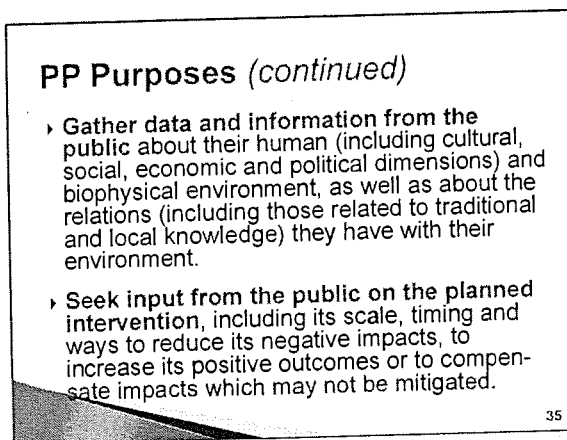 PP Purposes (continued)
Gather data and information from the
public about their human (including cultural,
social, economic and political dimensions) and
biophysical environment, as well as about the
relations (including those related to traditional
and local knowledge) they have with their
environment.
Seek input from the public on the planned
intervention, including its scale, timing and
ways to reduce its negative impacts, to
increase its positive outcomes or to compen-
sate impacts which may not be mitigated.
35